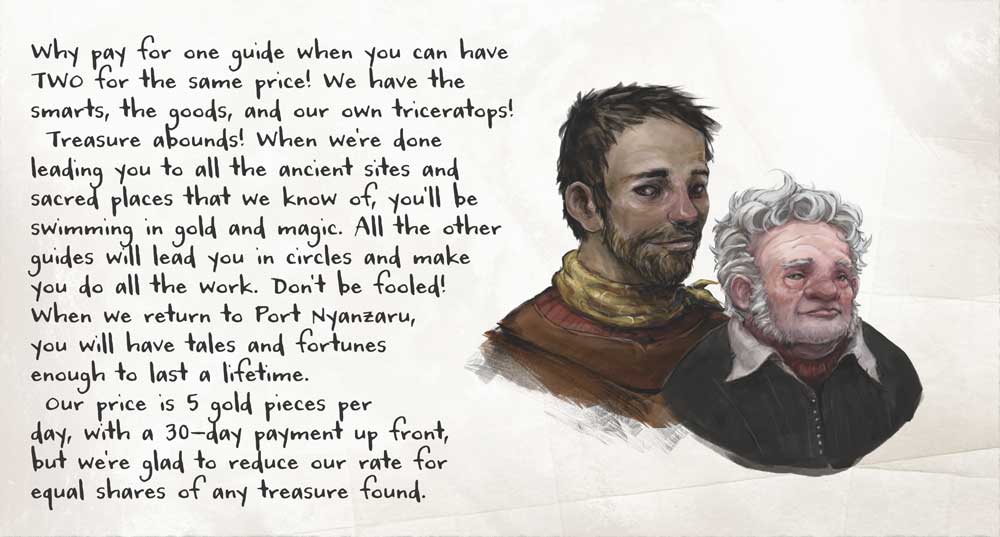 Why pay for one guide when you can have
TWO for the same price! We have the
smarts, the goods, and our own triceratops!
Treasure abounds! When we're done
leading you to all the ancient sites and
sacred places that we know of, you'll be
swimming in gold and magic. All the other
guides will lead you in circles and make
you do all the work. Don't be fooled!
When we return to Port Nyanzaru,
you will have tales and fortunes
enough to last a lifetime.
Our price is 5 gold pieces per
day, with a 30–day payment up front,
but we're glad to reduce our rate for
equal shares of any treasure found.